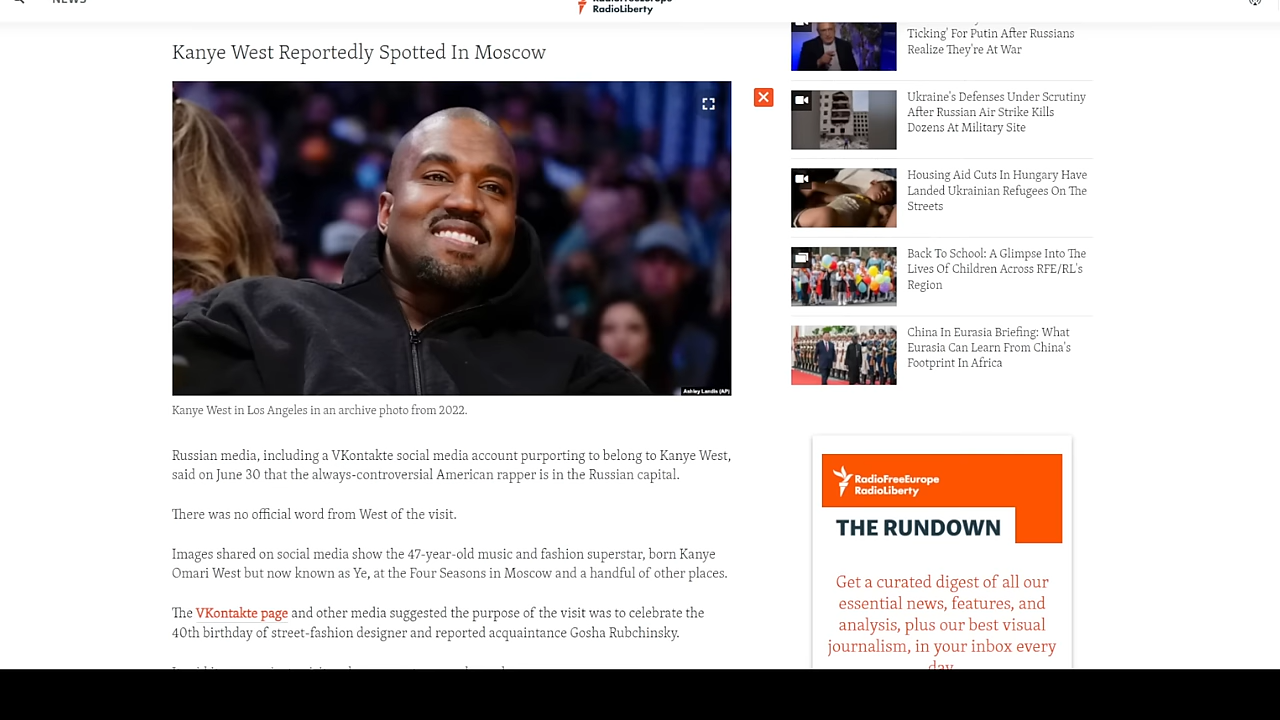 NEWS
RadioFreeEurope
RadioLiberty
Kanye West Reportedly Spotted In Moscow
Ashley Landis (AP)
Kanye West in Los Angeles in an archive photo from 2022.
Russian media, including a VKontakte social media account purporting to belong to Kanye West,
said on June 30 that the always-controversial American rapper is in the Russian capital.
There was no official word from West of the visit.
Images shared on social media show the 47-year-old music and fashion superstar, born Kanye
Omari West but now known as Ye, at the Four Seasons in Moscow and a handful of other places.
The VKontakte page and other media suggested the purpose of the visit was to celebrate the
40th birthday of street-fashion designer and reported acquaintance Gosha Rubchinsky.
Ticking' For Putin After Russians
Realize They're At War
Ukraine's Defenses Under Scrutiny
After Russian Air Strike Kills
Dozens At Military Site
Housing Aid Cuts In Hungary Have
Landed Ukrainian Refugees On The
Streets
Back To School: A Glimpse Into The
Lives Of Children Across RFE/RL's
Region
China In Eurasia Briefing: What
Eurasia Can Learn From China's
Footprint In Africa
RadioFreeEurope
RadioLiberty
THE RUNDOWN
Get a curated digest of all our
essential news, features, and
analysis, plus our best visual
journalism, in your inbox every
day